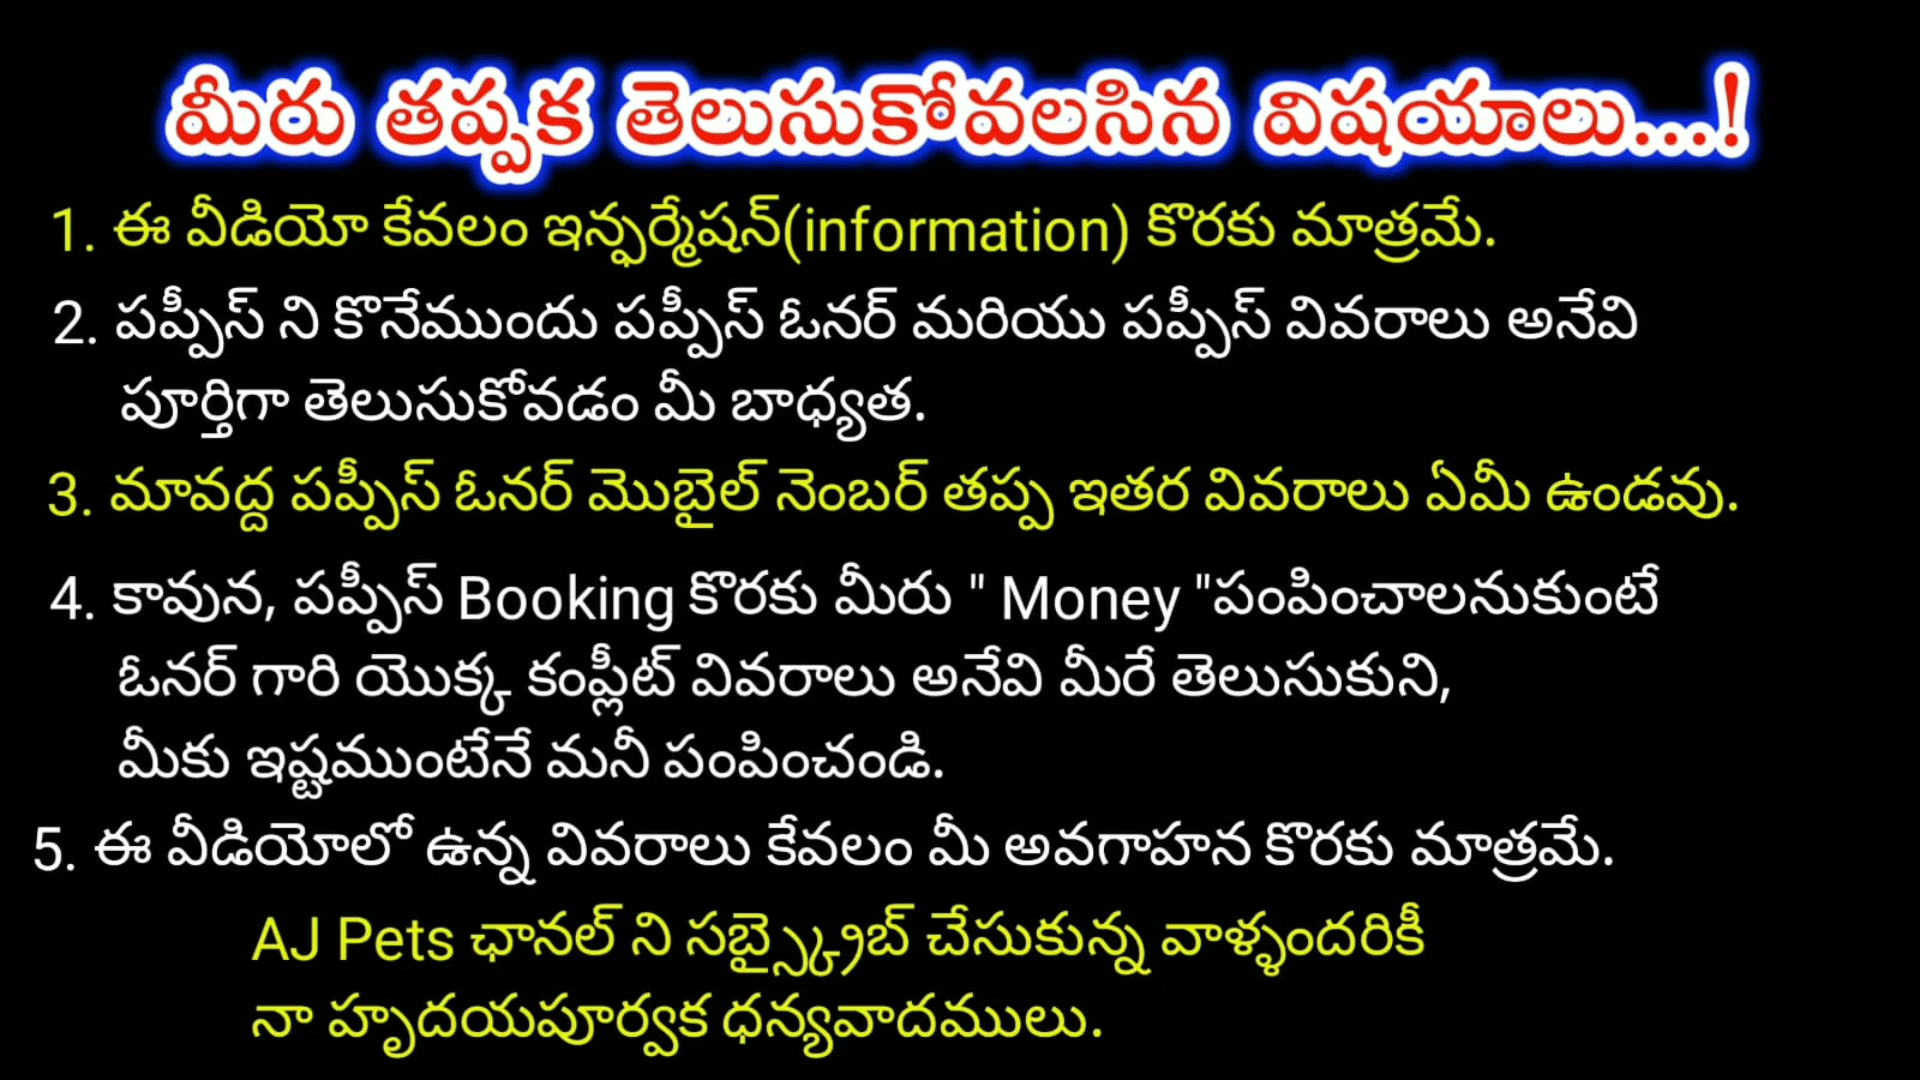 మీరు తప్పక తెలుసుకోవలసిన విషయాలు...!
1. ఈ వీడియో కేవలం ఇన్ఫర్మేషన్(information) కొరకు మాత్రమే.
2. పప్పీస్ ని కొనేముందు పప్పీస్ ఓనర్ మరియు పప్పీస్ వివరాలు అనేవి
పూర్తిగా తెలుసుకోవడం మీ బాధ్యత.
3. మావద్ద పప్పీస్ ఓనర్ మొబైల్ నెంబర్ తప్ప ఇతర వివరాలు ఏమీ ఉండవు.
4. కావున, పప్పీస్ Booking కొరకు మీరు " Money "పంపించాలనుకుంటే
ఓనర్ గారి యొక్క కంప్లీట్ వివరాలు అనేవి మీరే తెలుసుకుని,
మీకు ఇష్టముంటేనే మనీ పంపించండి.
5. ఈ వీడియోలో ఉన్న వివరాలు కేవలం మీ అవగాహన కొరకు మాత్రమే.
AJ Pets ఛానల్ ని సబ్స్క్రైబ్ చేసుకున్న వాళ్ళందరికీ
నా హృదయపూర్వక ధన్యవాదములు.